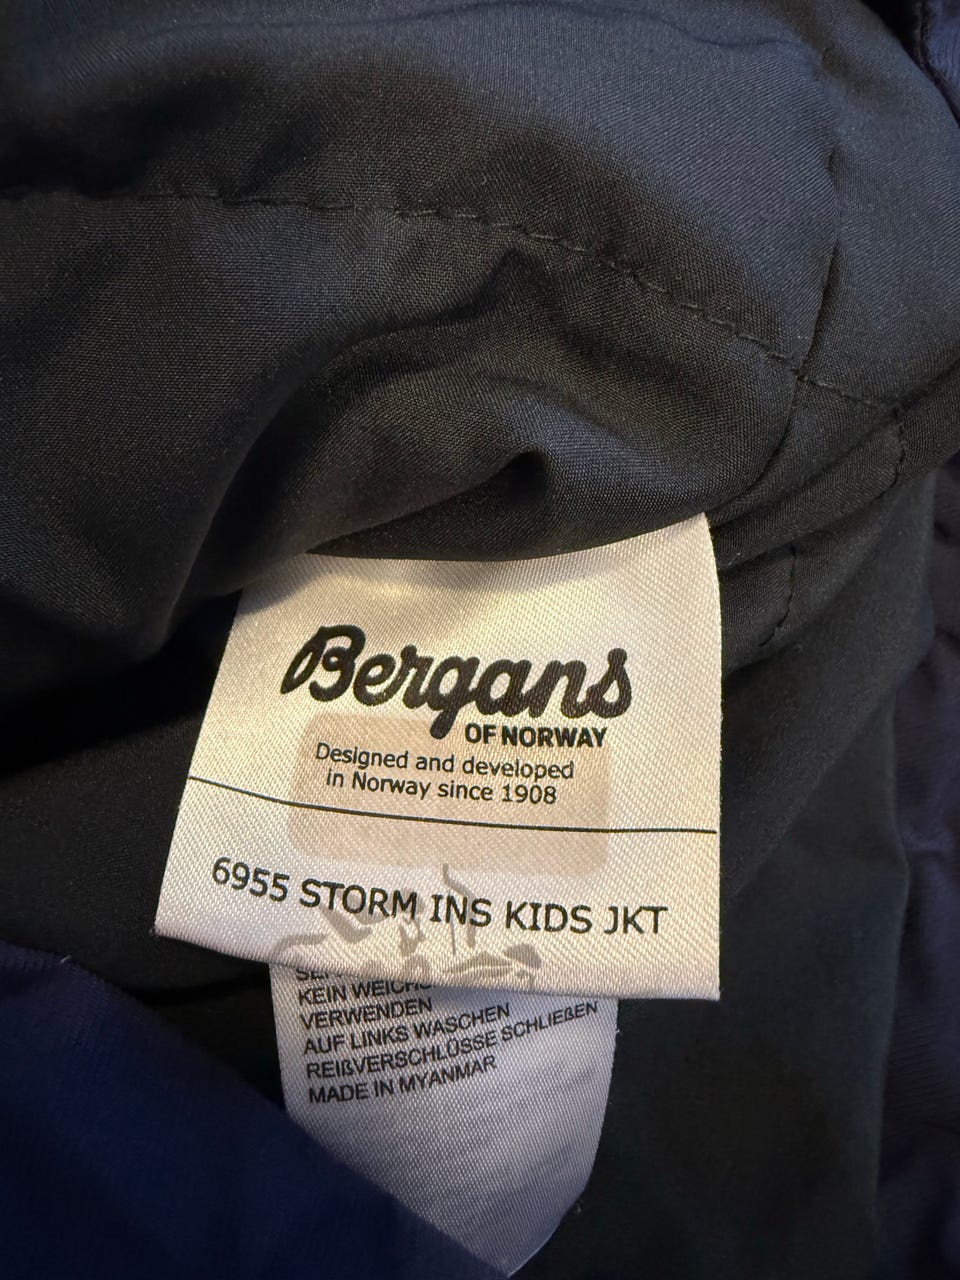 Bergans
OF NORWAY
Designed and developed
in Norway since 1908
6955 STORM INS KIDS JKT
KEIN
VERWENDEN
AUF LINKS WASCHEN
REIßVERSCHLÜSSE SCHLIEßEN
MADE IN MYANMAR